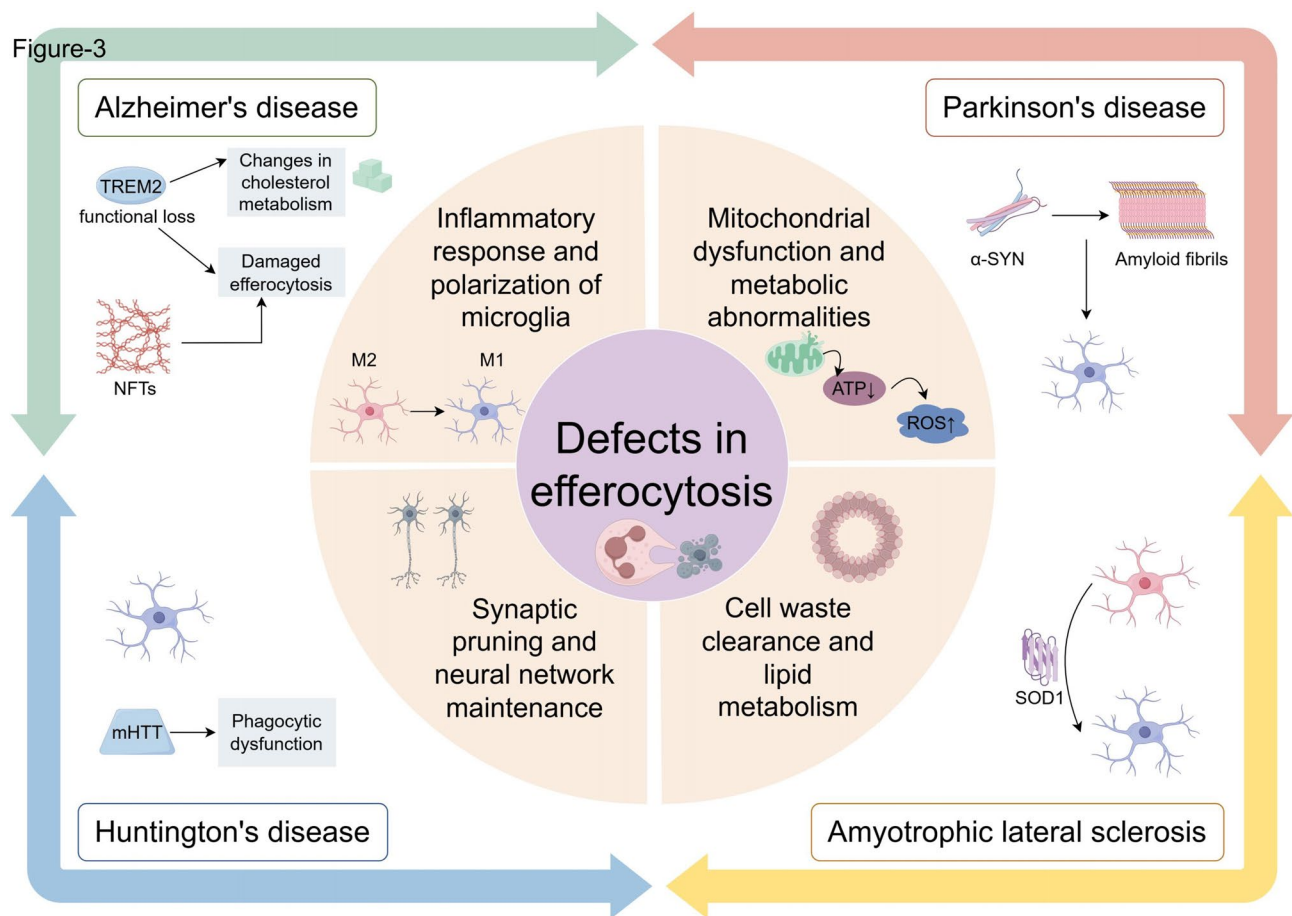 Figure-3
Alzheimer's disease
Parkinson's disease
TREM2
functional loss
Changes in
cholesterol
metabolism
Damaged
efferocytosis
NFTs
Inflammatory
response and
polarization of
microglia
M2
M1
Mitochondrial
dysfunction and
metabolic
abnormalities
ATP↓
ROS↑
α-SYN
Amyloid fibrils
Defects in
efferocytosis
Synaptic
pruning and
neural network
maintenance
Cell waste
clearance and
lipid
metabolism
mHTT
Phagocytic
dysfunction
SOD1
Huntington's disease
Amyotrophic lateral sclerosis